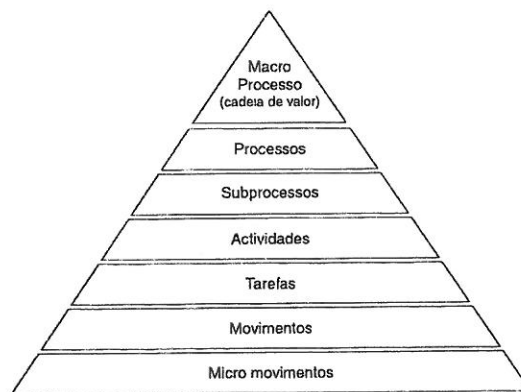 Macro
Processo
(cadeia de valor)
Processos
Subprocessos
Actividades
Tarefas
Movimentos
Micro movimentos